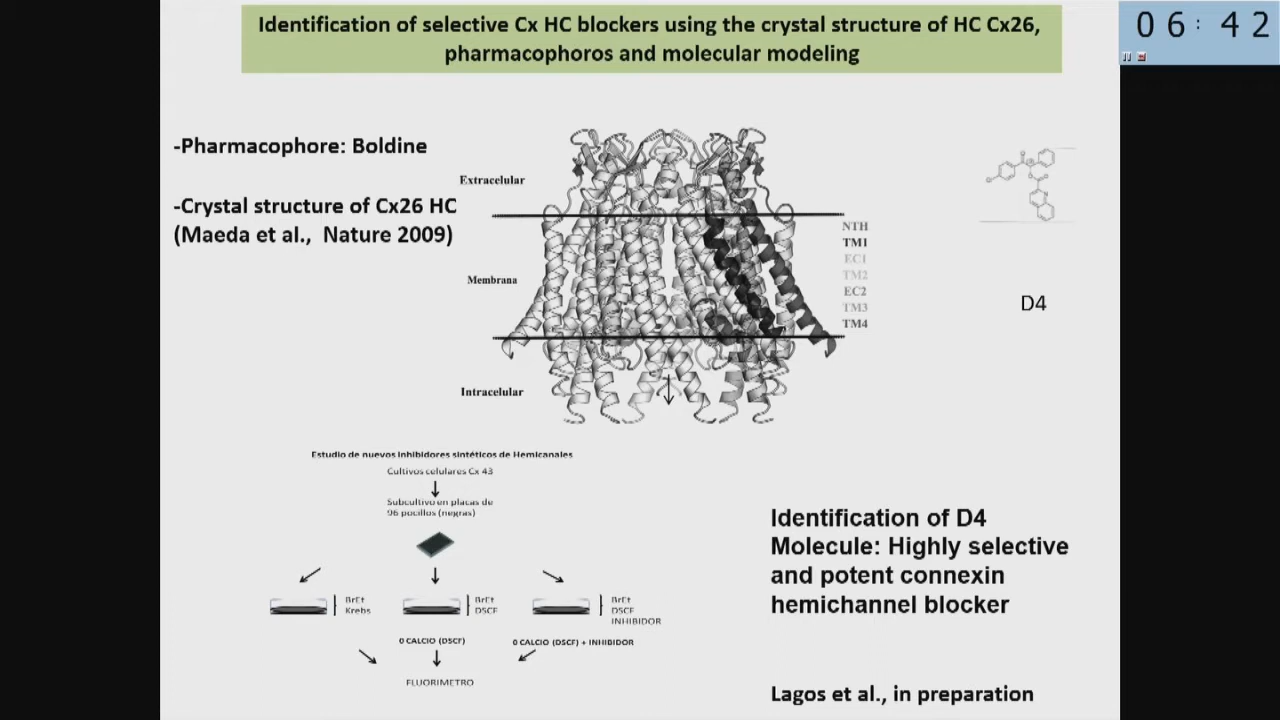 Identification of selective Cx HC blockers using the crystal structure of HC Cx26,
pharmacophoros and molecular modeling
06:42
-Pharmacophore: Boldine
-Crystal structure of Cx26 HC
(Maeda et al., Nature 2009)
Extracelular
Membrana
Intracelular
NTH
TM1
EC1
TM2
EC2
TM3
TM4
D4
Estudio de nuevos inhibidores sintéticos de Hemicanales
Cultivos celulares Cx 43
Subcultivo en placas de
96 pocillos (negras)
BrEt
Krebs
BrEt
DSCF
BrEt
DSCF
INHIBIDOR
0 CALCIO (DSCF)
0 CALCIO (DSCF) + INHIBIDOR
FLUORIMETRO
Identification of D4
Molecule: Highly selective
and potent connexin
hemichannel blocker
Lagos et al., in preparation